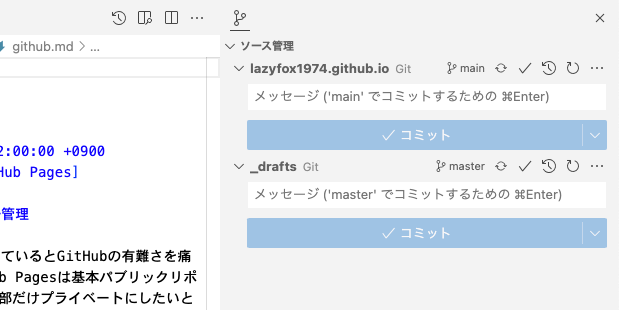 github.md > ...
2:00:00 +0900
Hub Pages]
管理
ているとGitHubの有難さを痛
b Pagesは基本パブリックリポ
部だけプライベートにしたいと
ソース管理
lazyfox1974.github.io Git main
メッセージ ('main' でコミットするための ⌘Enter)
コミット
_drafts Git master
メッセージ ('master' でコミットするための ⌘Enter)
コミット